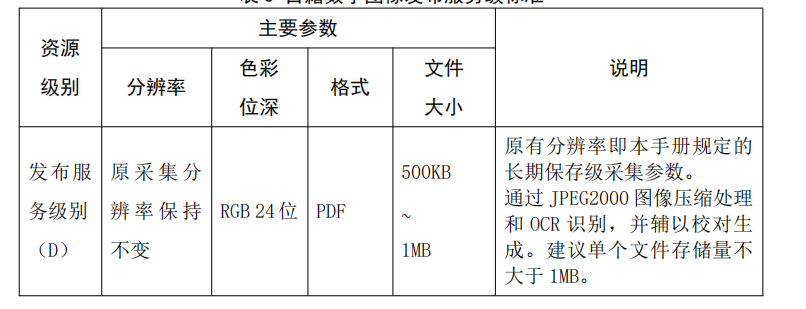 主要参数
资源
级别
分辨率
色彩
位深
格式
文件
大小
说明
发布服
务级别
（D）
原采集分
辨率保持
不变
RGB 24位
PDF
500KB
~
1MB
原有分辨率即本手册规定的
长期保存级采集参数。
通过 JPEG2000 图像压缩处理
和 OCR 识别，并辅以校对生
成。建议单个文件存储量不
大于 1MB。